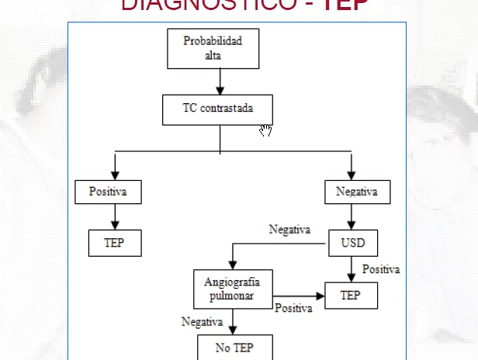 DIAGNÓSTICO - TEP
Probabilidad
alta
TC contrastada
Positiva
Negativa
TEP
Negativa
USD
Positiva
Angiografía
pulmonar
Positiva
TEP
Negativa
No TEP